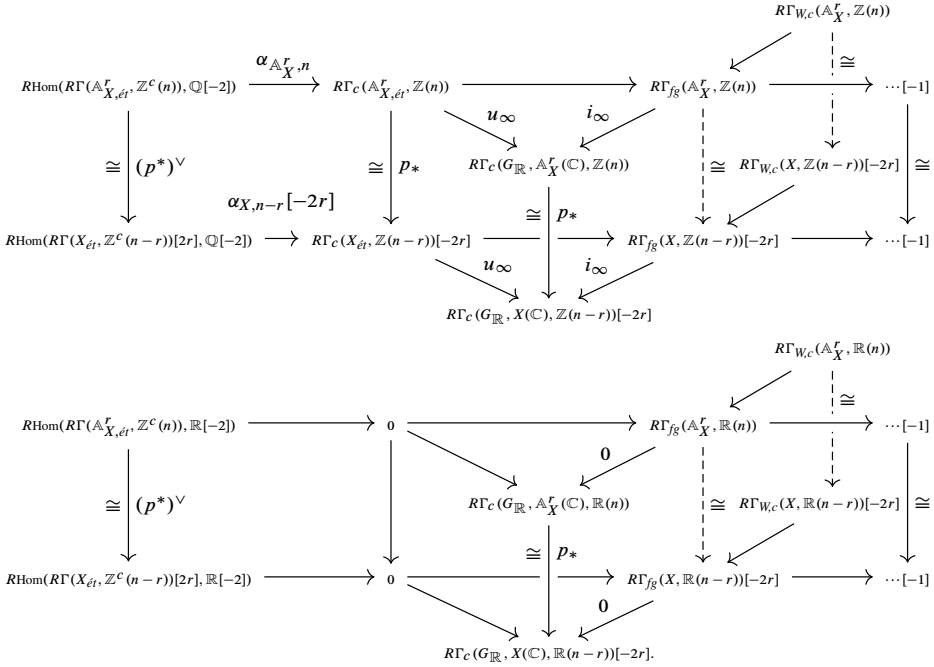 RΓ_{W,c}(𝔸^r_X, ℤ(n))
RHom(RΓ(𝔸^r_{X,ét}, ℤ^c(n)), ℚ[−2]) α_{𝔸^r_X,n} RΓ_c(𝔸^r_{X,ét}, ℤ(n)) RΓ_{fg}(𝔸^r_X, ℤ(n)) ≅ ⋯[−1]
u_∞ i_∞
≅ (p^*)^∨ ≅ p_* RΓ_c(G_ℝ, 𝔸^r_X(ℂ), ℤ(n)) ≅ RΓ_{W,c}(X, ℤ(n−r))[−2r] ≅
α_{X,n−r}[−2r] ≅ p_*
RHom(RΓ(X_{ét}, ℤ^c(n−r))[2r], ℚ[−2]) RΓ_c(X_{ét}, ℤ(n−r))[−2r] RΓ_{fg}(X, ℤ(n−r))[−2r] ⋯[−1]
u_∞ i_∞
RΓ_c(G_ℝ, X(ℂ), ℤ(n−r))[−2r]
RΓ_{W,c}(𝔸^r_X, ℝ(n))
≅
RHom(RΓ(𝔸^r_{X,ét}, ℤ^c(n)), ℝ[−2]) 0 RΓ_{fg}(𝔸^r_X, ℝ(n)) ⋯[−1]
0
≅ (p^*)^∨ RΓ_c(G_ℝ, 𝔸^r_X(ℂ), ℝ(n)) ≅ RΓ_{W,c}(X, ℝ(n−r))[−2r] ≅
≅ p_*
RHom(RΓ(X_{ét}, ℤ^c(n−r))[2r], ℝ[−2]) 0 RΓ_{fg}(X, ℝ(n−r))[−2r] ⋯[−1]
0
RΓ_c(G_ℝ, X(ℂ), ℝ(n−r))[−2r].